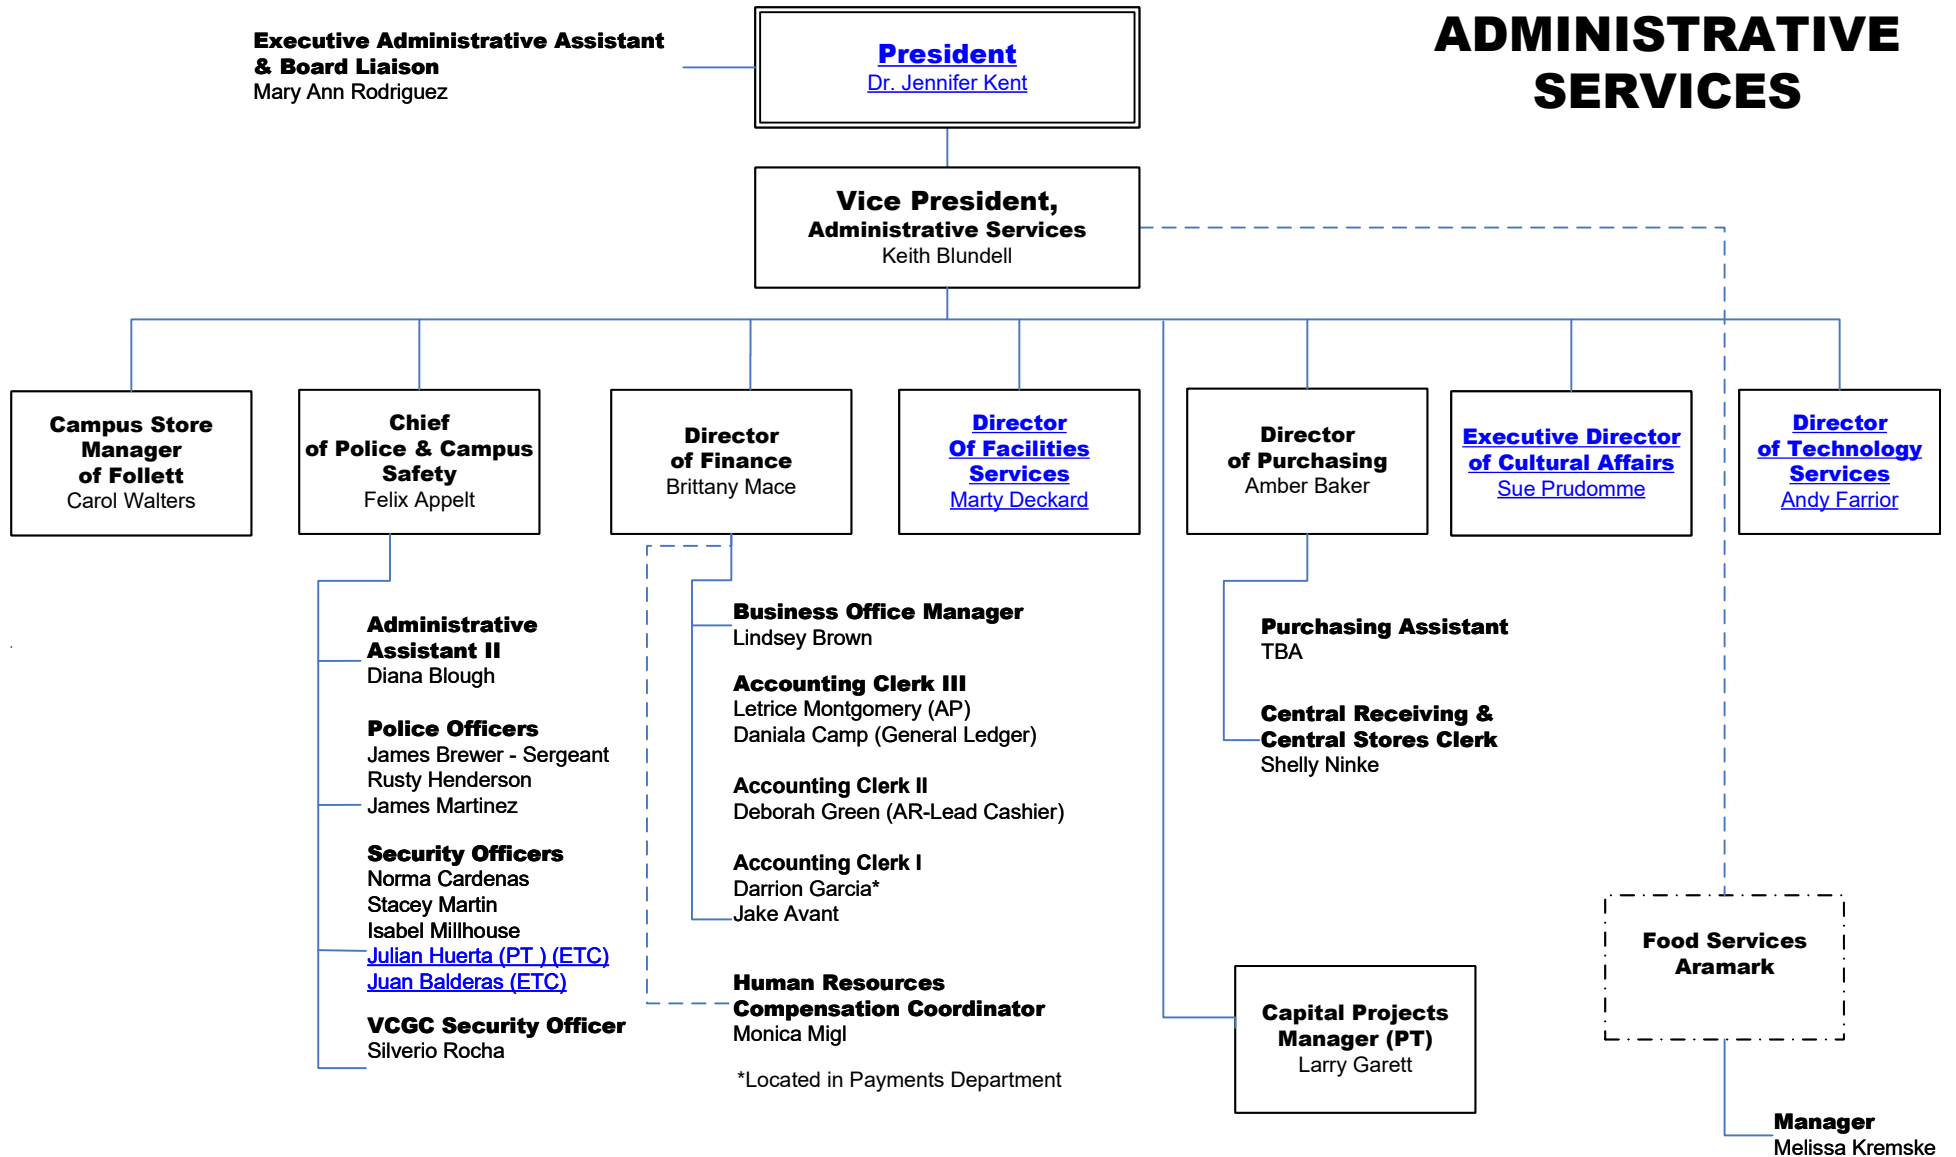 ADMINISTRATIVE
SERVICES
Executive Administrative Assistant
& Board Liaison
Mary Ann Rodriguez
President
Dr. Jennifer Kent
Vice President,
Administrative Services
Keith Blundell
Campus Store
Manager
of Follett
Carol Walters
Chief
of Police & Campus
Safety
Felix Appelt
Director
of Finance
Brittany Mace
Director
Of Facilities
Services
Marty Deckard
Director
of Purchasing
Amber Baker
Executive Director
of Cultural Affairs
Sue Prudomme
Director
of Technology
Services
Andy Farrior
Administrative
Assistant II
Diana Blough
Police Officers
James Brewer - Sergeant
Rusty Henderson
James Martinez
Security Officers
Norma Cardenas
Stacey Martin
Isabel Millhouse
Julian Huerta (PT ) (ETC)
Juan Balderas (ETC)
VCGC Security Officer
Silverio Rocha
Business Office Manager
Lindsey Brown
Accounting Clerk III
Letrice Montgomery (AP)
Daniala Camp (General Ledger)
Accounting Clerk II
Deborah Green (AR-Lead Cashier)
Accounting Clerk I
Darrion Garcia*
Jake Avant
Human Resources
Compensation Coordinator
Monica Migl
*Located in Payments Department
Purchasing Assistant
TBA
Central Receiving &
Central Stores Clerk
Shelly Ninke
Capital Projects
Manager (PT)
Larry Garett
Food Services
Aramark
Manager
Melissa Kremske